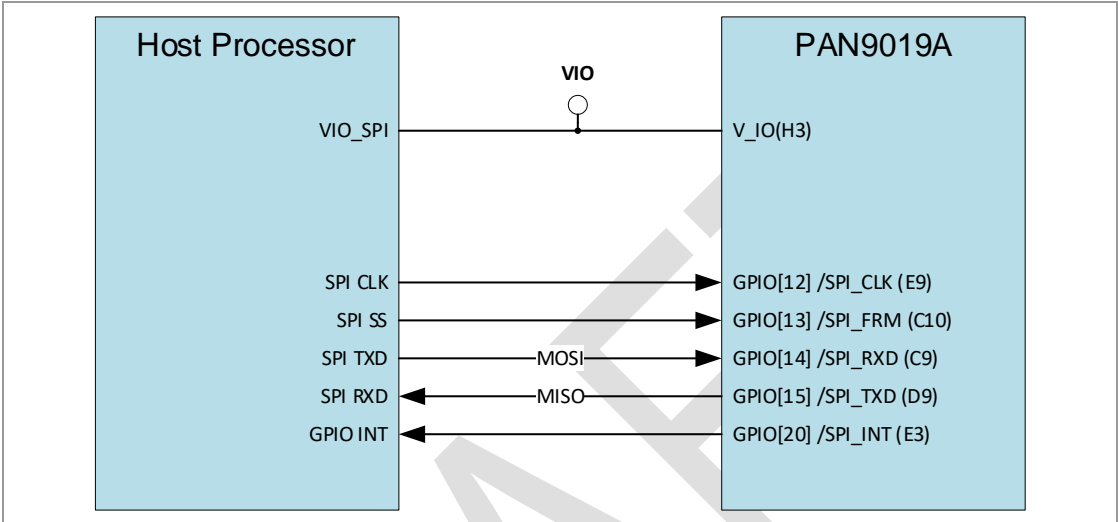 Host Processor
PAN9019A
VIO
VIO_SPI
V_IO(H3)
SPI CLK
GPIO[12] /SPI_CLK (E9)
SPI SS
GPIO[13] /SPI_FRM (C10)
SPI TXD
MOSI
GPIO[14] /SPI_RXD (C9)
SPI RXD
MISO
GPIO[15] /SPI_TXD (D9)
GPIO INT
GPIO[20] /SPI_INT (E3)